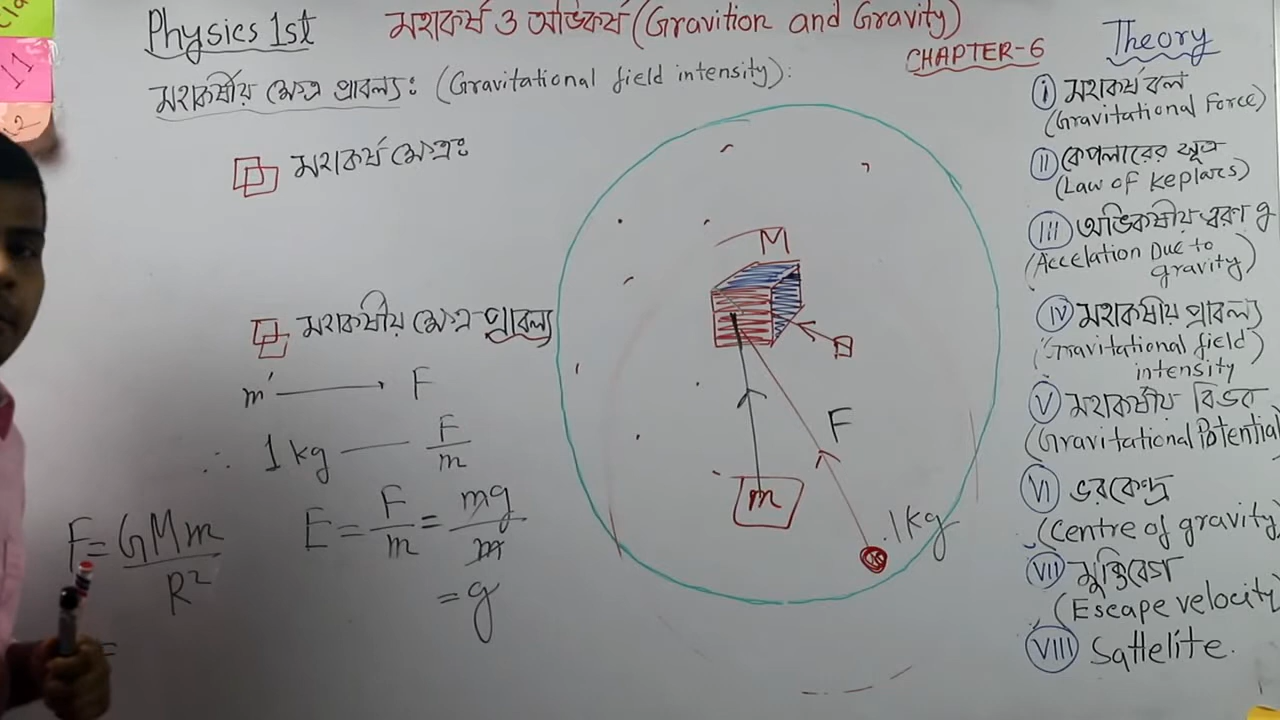 Physics 1st
মহাকর্ষ ও অভিকর্ষ (Gravition and Gravity)
CHAPTER-6
মহাকর্ষীয় ক্ষেত্র প্রাবল্যঃ (Gravitational field intensity):
মহাকর্ষ ক্ষেত্রঃ
মহাকর্ষীয় ক্ষেত্র-প্রাবল্য
m' → F
∴ 1 kg — F/m
E = F/m = mg/m
= g
F = GMm/R²
=
M
F
m
1kg
Theory
i মহাকর্ষ বল
(Gravitational Force)
II কেপলারের সূত্র
(Law of Keplars)
III অভিকর্ষীয় ত্বরণ g
(Accelation Due to
gravity)
IV মহাকর্ষীয় প্রাবল্য
(Gravitational field)
intensity
V মহাকর্ষীয় বিভব
(Gravitational Potential)
VI ভরকেন্দ্র
(Centre of gravity)
VII মুক্তিবেগ
(Escape velocity)
VIII Sattelite.
11
2